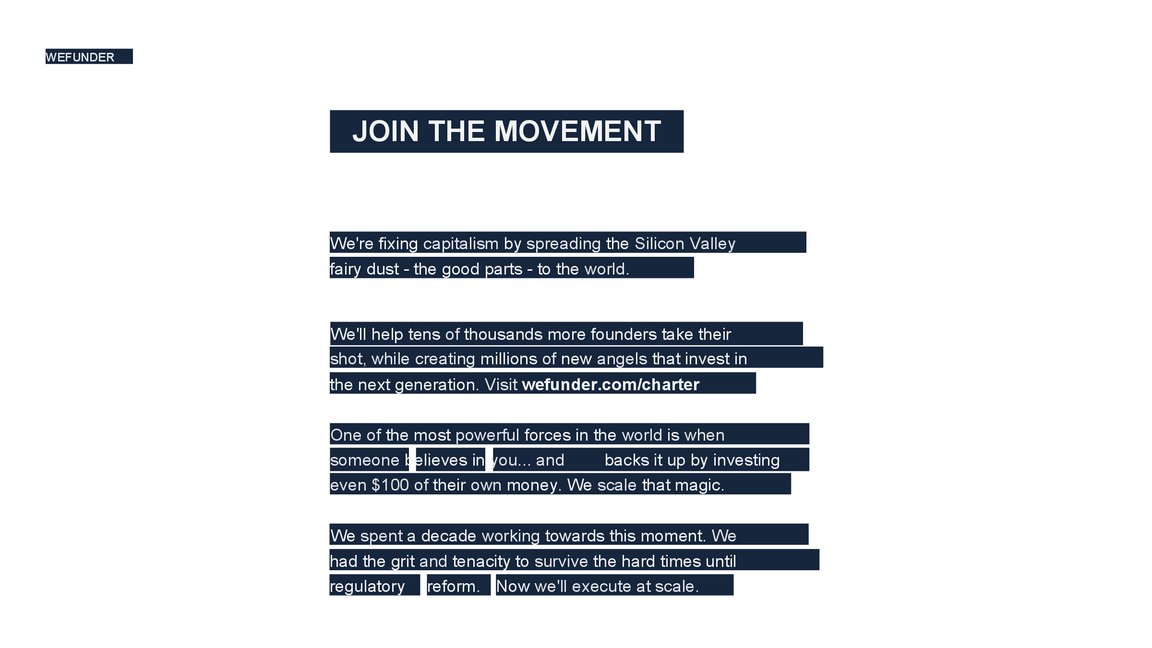 WEFUNDER
JOIN THE MOVEMENT
We're fixing capitalism by spreading the Silicon Valley
fairy dust - the good parts - to the world.
We'll help tens of thousands more founders take their
shot, while creating millions of new angels that invest in
the next generation. Visit wefunder.com/charter
One of the most powerful forces in the world is when
someone believes in you... and backs it up by investing
even $100 of their own money. We scale that magic.
We spent a decade working towards this moment. We
had the grit and tenacity to survive the hard times until
regulatory reform. Now we'll execute at scale.